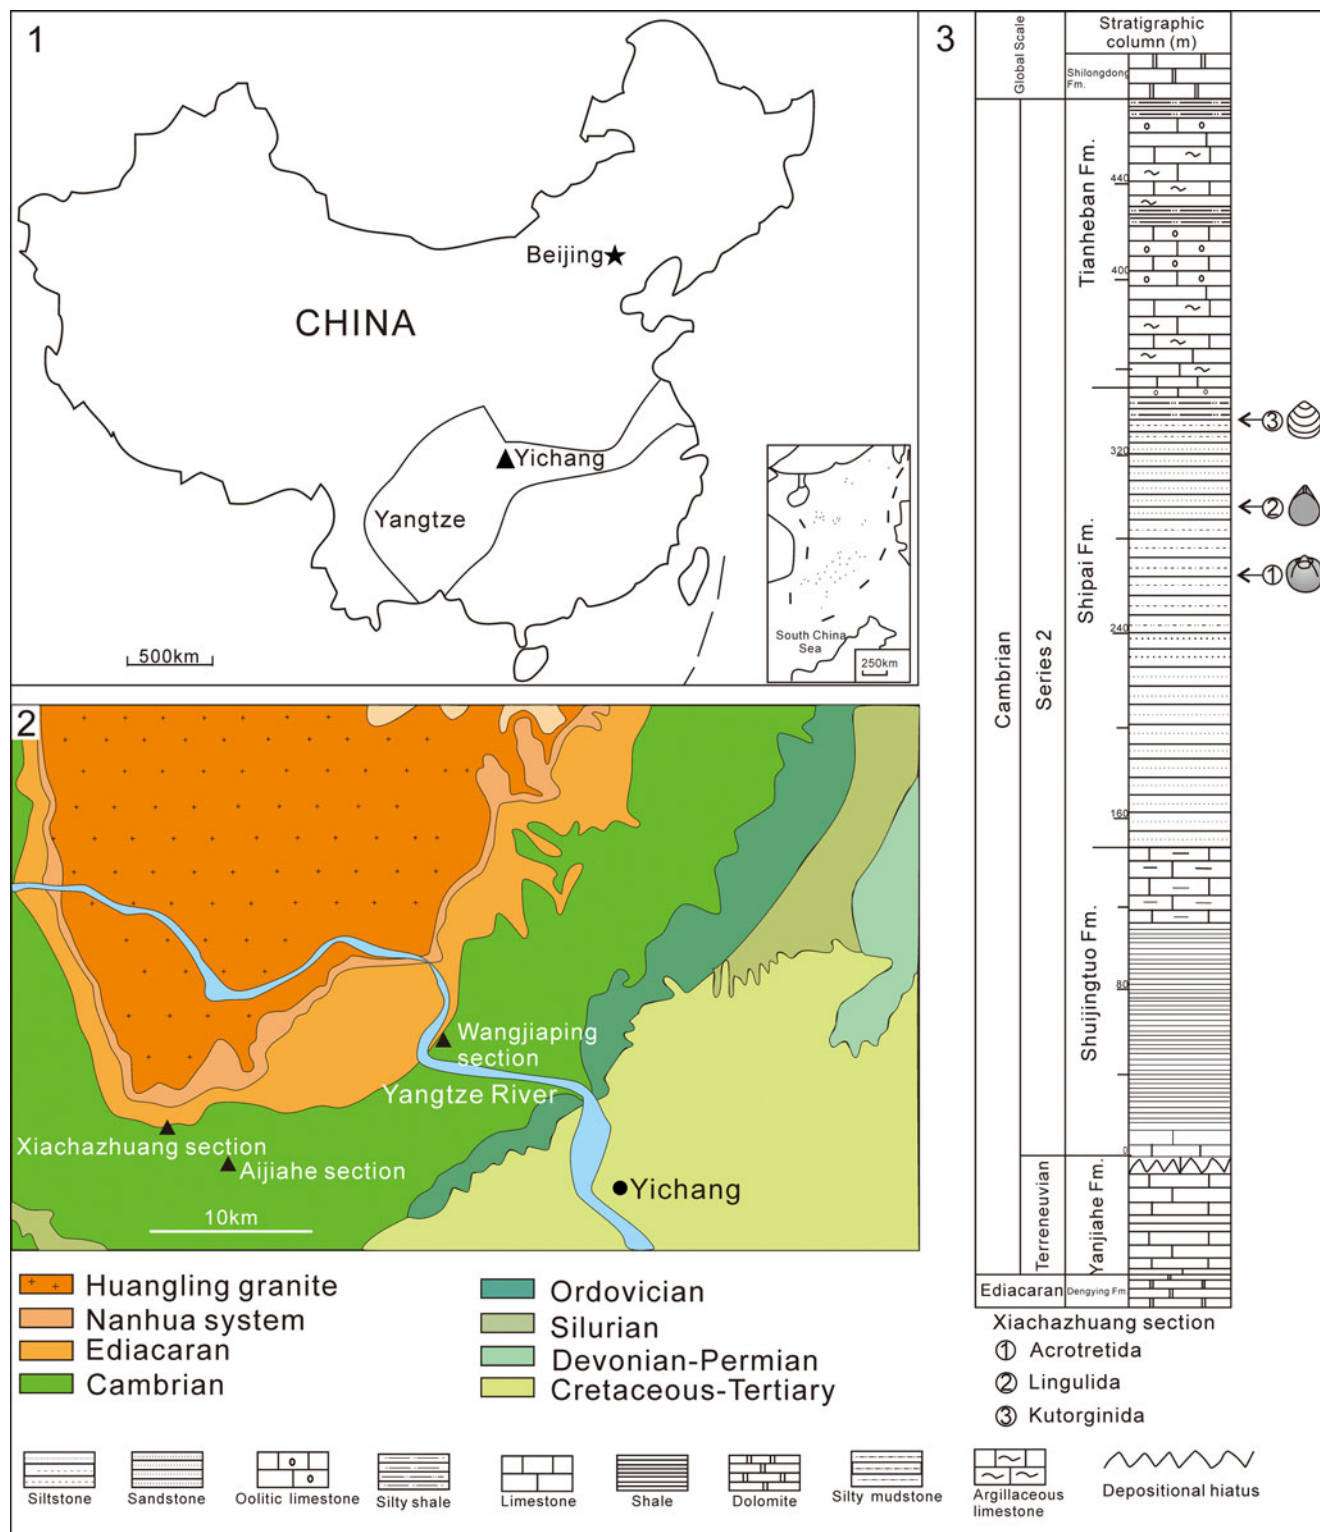 1
Beijing
CHINA
Yichang
Yangtze
500km
South China
Sea
250km
2
Wangjiaping
section
Yangtze River
Xiachazhuang section
Aijiahe section
10km
Yichang
Huangling granite
Nanhua system
Ediacaran
Cambrian
Ordovician
Silurian
Devonian-Permian
Cretaceous-Tertiary
3
Global Scale
Stratigraphic
column (m)
Shilongdong
Fm.
Cambrian
Series 2
Terreneuvian
Ediacaran
Tianheban Fm.
Shipai Fm.
Shuijingtuo Fm.
Yanjiahe Fm.
Dengying Fm.
440
400
320
240
160
80
0
3
2
1
Xiachazhuang section
1 Acrotretida
2 Lingulida
3 Kutorginida
Siltstone
Sandstone
Oolitic limestone
Silty shale
Limestone
Shale
Dolomite
Silty mudstone
Argillaceous
limestone
Depositional hiatus